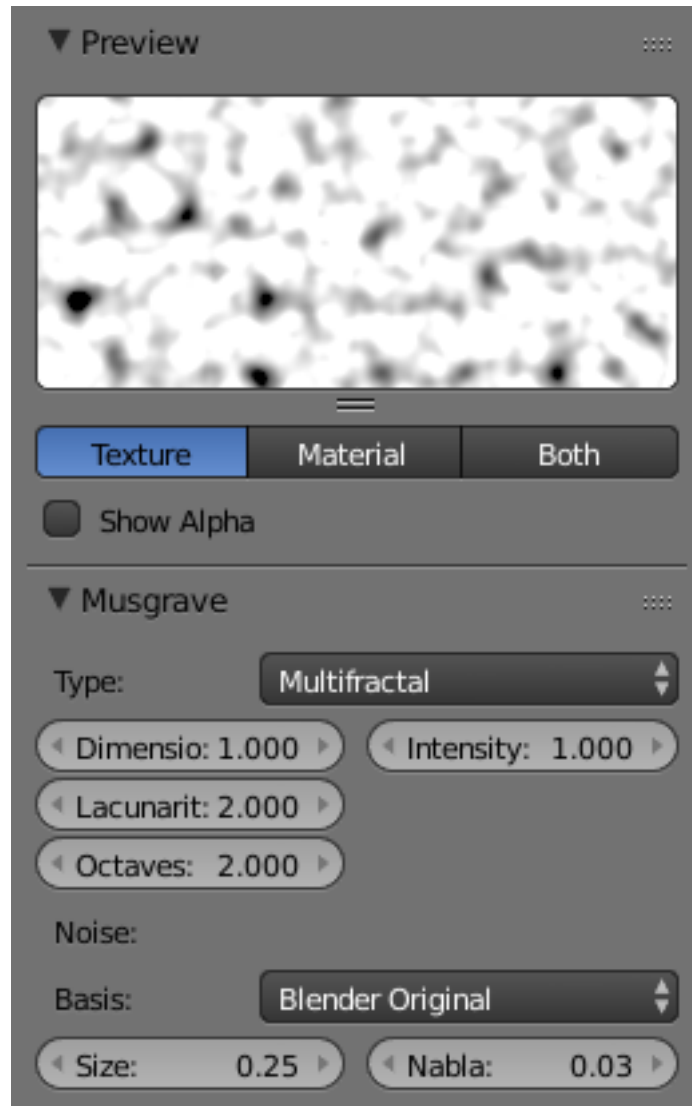 Preview
Texture Material Both
Show Alpha
Musgrave
Type: Multifractal
Dimensio: 1.000 Intensity: 1.000
Lacunarit: 2.000
Octaves: 2.000
Noise:
Basis: Blender Original
Size: 0.25 Nabla: 0.03